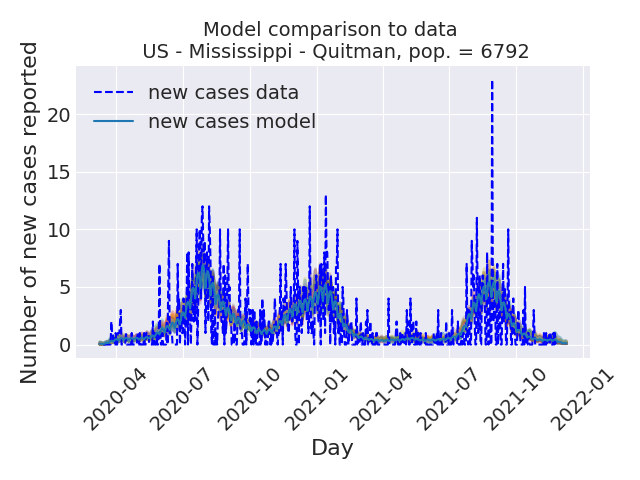 Model comparison to data
US - Mississippi - Quitman, pop. = 6792
Number of new cases reported
new cases data
new cases model
20
15
10
5
0
2020-04
2020-07
2020-10
2021-01
2021-04
2021-07
2021-10
2022-01
Day